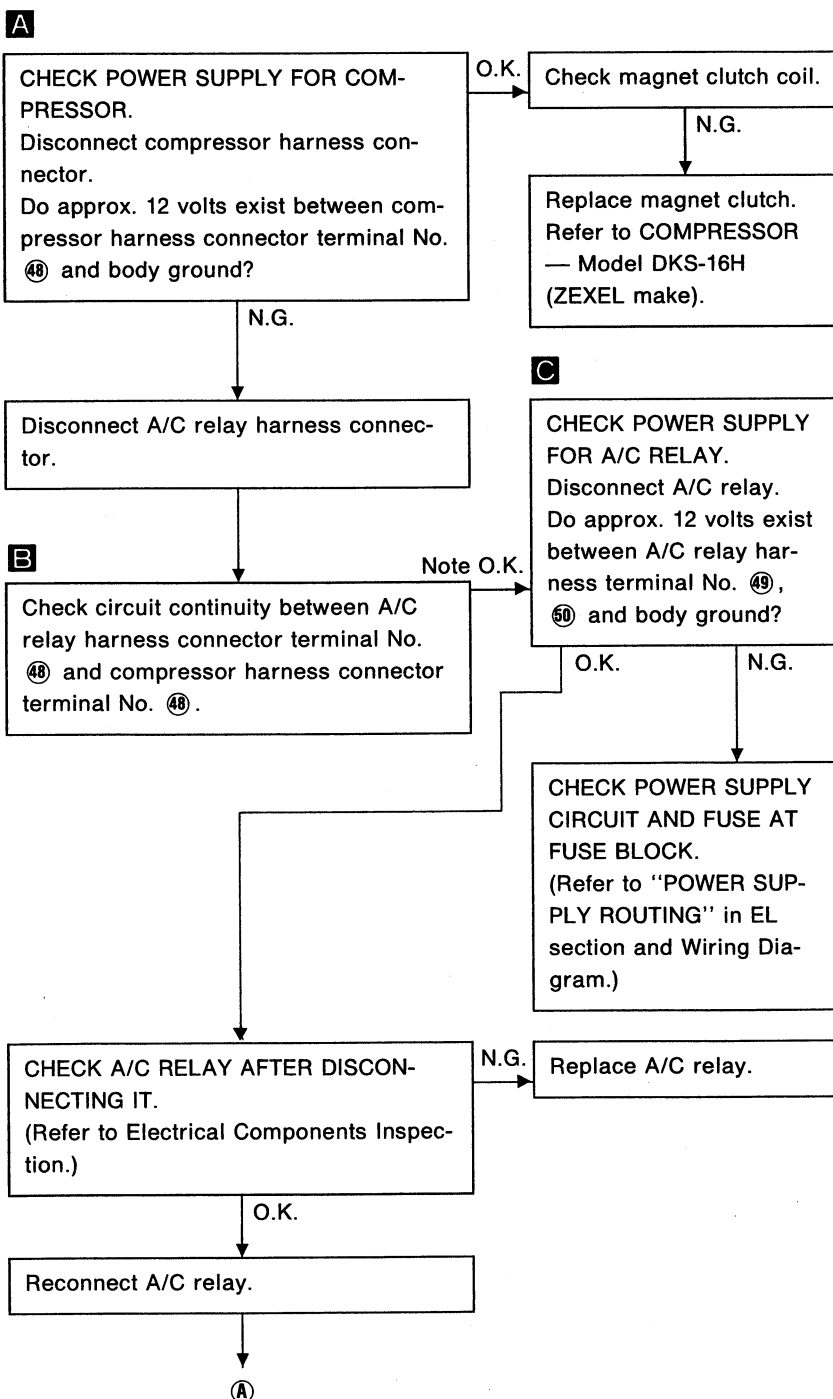 A
CHECK POWER SUPPLY FOR COM-
PRESSOR.
Disconnect compressor harness con-
nector.
Do approx. 12 volts exist between com-
pressor harness connector terminal No.
㊽ and body ground?
O.K.
Check magnet clutch coil.
N.G.
Replace magnet clutch.
Refer to COMPRESSOR
— Model DKS-16H
(ZEXEL make).
N.G.
Disconnect A/C relay harness connec-
tor.
B
Check circuit continuity between A/C
relay harness connector terminal No.
㊽ and compressor harness connector
terminal No. ㊽.
Note O.K.
C
CHECK POWER SUPPLY
FOR A/C RELAY.
Disconnect A/C relay.
Do approx. 12 volts exist
between A/C relay har-
ness terminal No. ㊾,
㊿ and body ground?
O.K.
N.G.
CHECK POWER SUPPLY
CIRCUIT AND FUSE AT
FUSE BLOCK.
(Refer to "POWER SUP-
PLY ROUTING" in EL
section and Wiring Dia-
gram.)
CHECK A/C RELAY AFTER DISCON-
NECTING IT.
(Refer to Electrical Components Inspec-
tion.)
N.G.
Replace A/C relay.
O.K.
Reconnect A/C relay.
Ⓐ